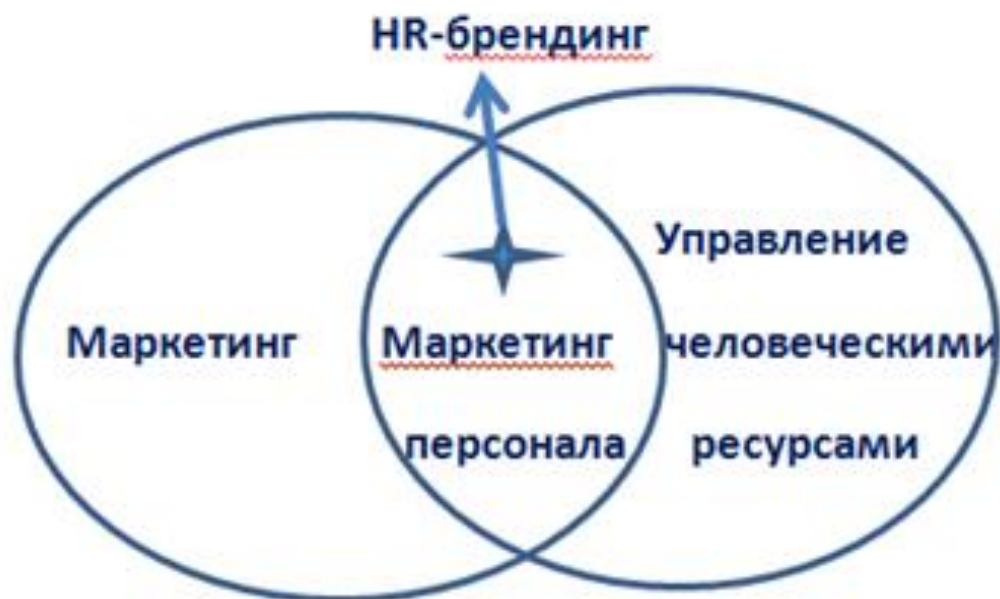 HR-брендинг
Маркетинг
Маркетинг
персонала
Управление
человеческими
ресурсами